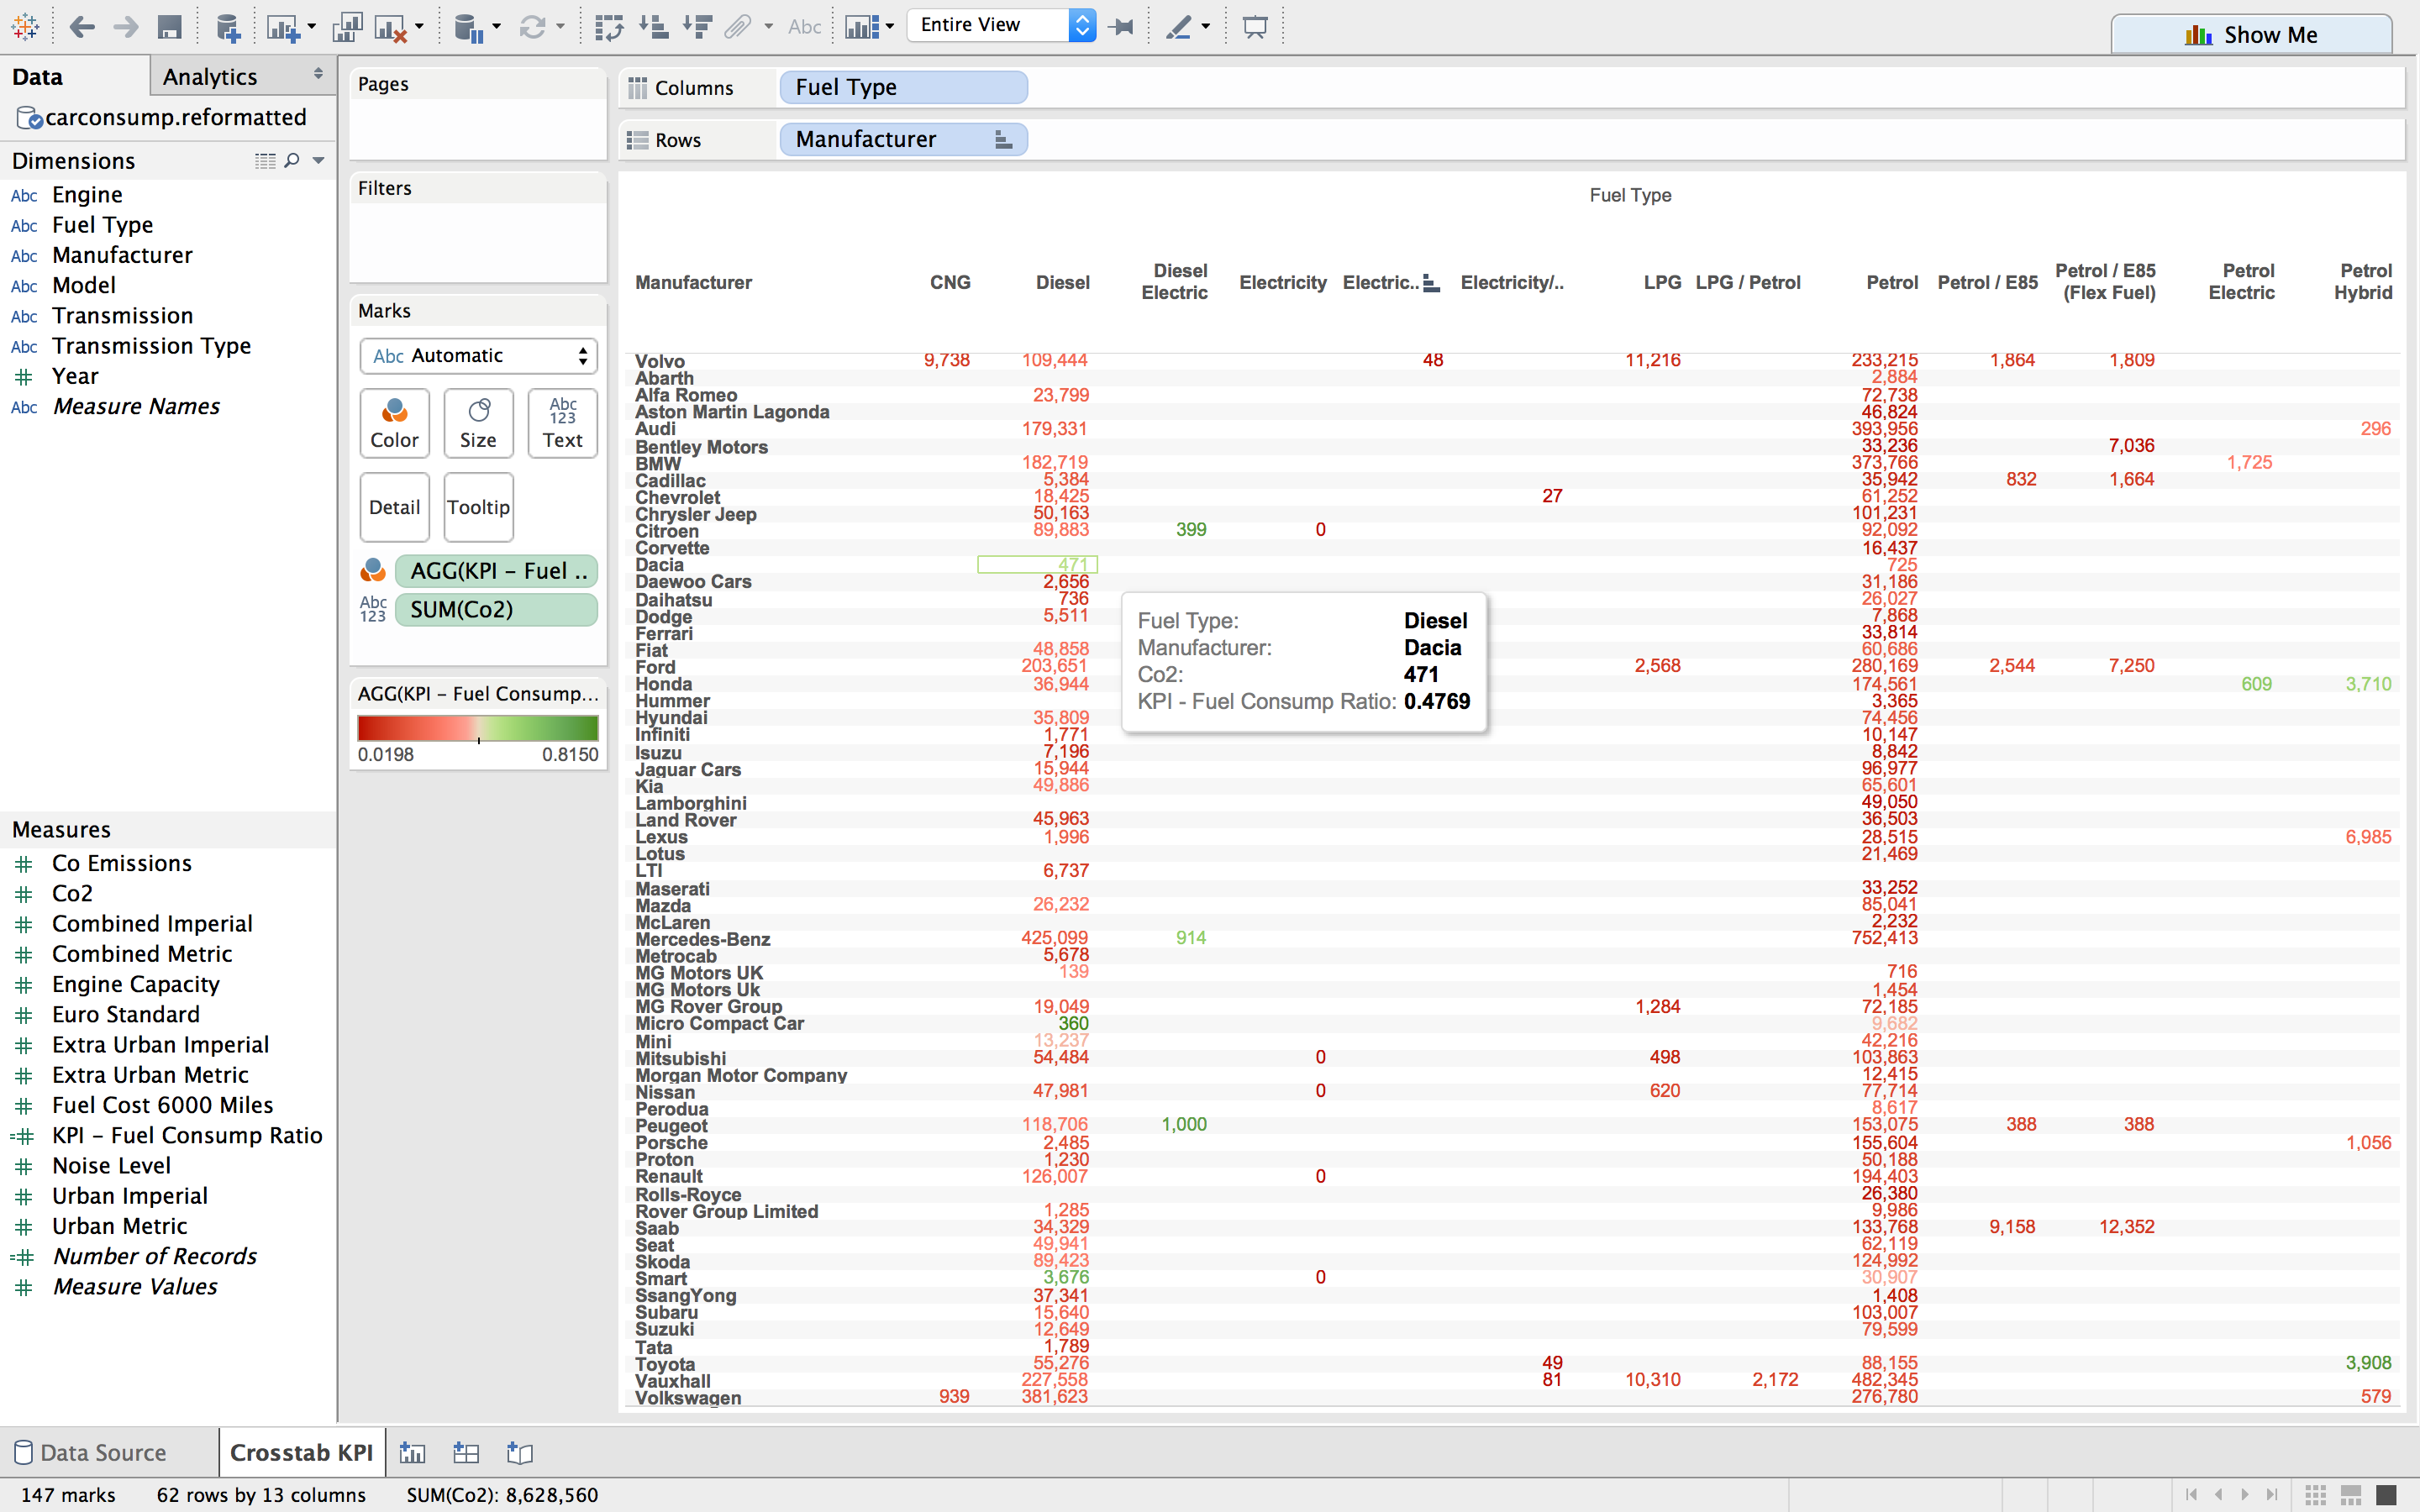 Abc
Entire View
Show Me
Data
Analytics
carconsump.reformatted
Dimensions
Abc Engine
Abc Fuel Type
Abc Manufacturer
Abc Model
Abc Transmission
Abc Transmission Type
# Year
Abc Measure Names
Measures
# Co Emissions
# Co2
# Combined Imperial
# Combined Metric
# Engine Capacity
# Euro Standard
# Extra Urban Imperial
# Extra Urban Metric
# Fuel Cost 6000 Miles
=# KPI – Fuel Consump Ratio
# Noise Level
# Urban Imperial
# Urban Metric
=# Number of Records
# Measure Values
Pages
Filters
Marks
Abc Automatic
Color
Size
Abc
123
Text
Detail
Tooltip
AGG(KPI – Fuel ..
Abc
123
SUM(Co2)
AGG(KPI – Fuel Consump...
0.0198 0.8150
Columns Fuel Type
Rows Manufacturer
Fuel Type
Manufacturer CNG Diesel Diesel Electric Electricity Electric.. Electricity/.. LPG LPG / Petrol Petrol Petrol / E85 Petrol / E85 (Flex Fuel) Petrol Electric Petrol Hybrid
Volvo 9,738 109,444 48 11,216 233,215 1,864 1,809
Abarth 2,884
Alfa Romeo 23,799 72,738
Aston Martin Lagonda 46,824
Audi 179,331 393,956 296
Bentley Motors 33,236 7,036
BMW 182,719 373,766 1,725
Cadillac 5,384 35,942 832 1,664
Chevrolet 18,425 27 61,252
Chrysler Jeep 50,163 101,231
Citroen 89,883 399 0 92,092
Corvette 16,437
Dacia 471 725
Daewoo Cars 2,656 31,186
Daihatsu 736 26,027
Dodge 5,511 7,868
Ferrari 33,814
Fiat 48,858 60,686
Ford 203,651 2,568 280,169 2,544 7,250
Honda 36,944 174,561 609 3,710
Hummer 3,365
Hyundai 35,809 74,456
Infiniti 1,771 10,147
Isuzu 7,196 8,842
Jaguar Cars 15,944 96,977
Kia 49,886 65,601
Lamborghini 49,050
Land Rover 45,963 36,503
Lexus 1,996 28,515 6,985
Lotus 21,469
LTI 6,737
Maserati 33,252
Mazda 26,232 85,041
McLaren 2,232
Mercedes-Benz 425,099 914 752,413
Metrocab 5,678
MG Motors UK 139 716
MG Motors Uk 1,454
MG Rover Group 19,049 1,284 72,185
Micro Compact Car 360 9,682
Mini 13,237 42,216
Mitsubishi 54,484 0 498 103,863
Morgan Motor Company 12,415
Nissan 47,981 0 620 77,714
Perodua 8,617
Peugeot 118,706 1,000 153,075 388 388
Porsche 2,485 155,604 1,056
Proton 1,230 50,188
Renault 126,007 0 194,403
Rolls-Royce 26,380
Rover Group Limited 1,285 9,986
Saab 34,329 133,768 9,158 12,352
Seat 49,941 62,119
Skoda 89,423 124,992
Smart 3,676 0 30,907
SsangYong 37,341 1,408
Subaru 15,640 103,007
Suzuki 12,649 79,599
Tata 1,789
Toyota 55,276 49 88,155 3,908
Vauxhall 227,558 81 10,310 2,172 482,345
Volkswagen 939 381,623 276,780 579
Fuel Type: Diesel
Manufacturer: Dacia
Co2: 471
KPI - Fuel Consump Ratio: 0.4769
Data Source
Crosstab KPI
147 marks 62 rows by 13 columns SUM(Co2): 8,628,560